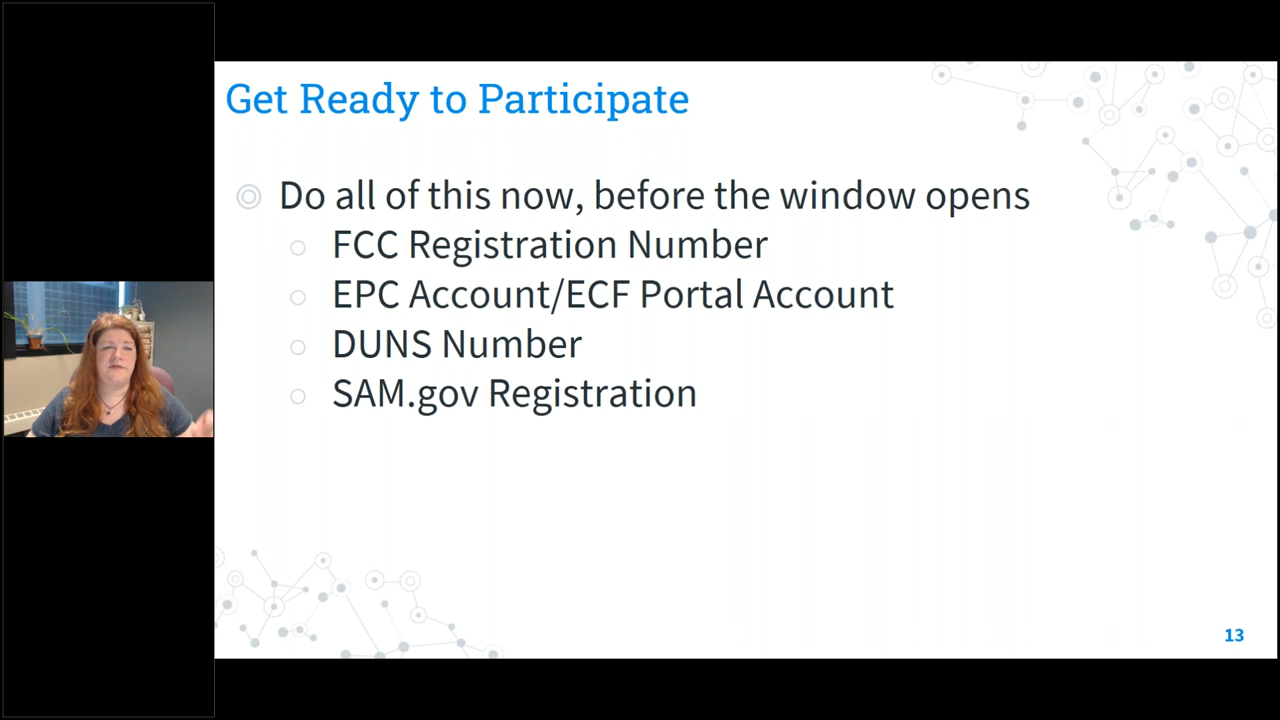 Get Ready to Participate
Do all of this now, before the window opens
FCC Registration Number
EPC Account/ECF Portal Account
DUNS Number
SAM.gov Registration
13